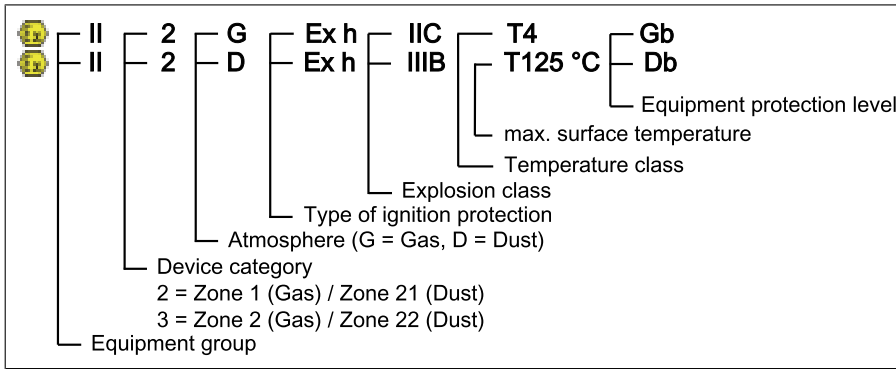 II 2 G Ex h IIC T4 Gb
II 2 D Ex h IIIB T125 °C Db
Equipment protection level
max. surface temperature
Temperature class
Explosion class
Type of ignition protection
Atmosphere (G = Gas, D = Dust)
Device category
2 = Zone 1 (Gas) / Zone 21 (Dust)
3 = Zone 2 (Gas) / Zone 22 (Dust)
Equipment group